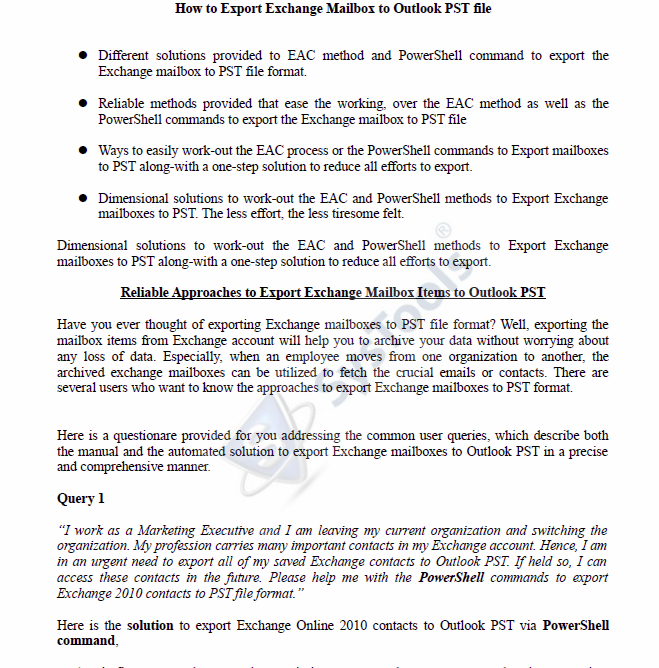 How to Export Exchange Mailbox to Outlook PST file
● Different solutions provided to EAC method and PowerShell command to export the
Exchange mailbox to PST file format.
● Reliable methods provided that ease the working, over the EAC method as well as the
PowerShell commands to export the Exchange mailbox to PST file
● Ways to easily work-out the EAC process or the PowerShell commands to Export mailboxes
to PST along-with a one-step solution to reduce all efforts to export.
● Dimensional solutions to work-out the EAC and PowerShell methods to Export Exchange
mailboxes to PST. The less effort, the less tiresome felt.
Dimensional solutions to work-out the EAC and PowerShell methods to Export Exchange
mailboxes to PST along-with a one-step solution to reduce all efforts to export.
Reliable Approaches to Export Exchange Mailbox Items to Outlook PST
Have you ever thought of exporting Exchange mailboxes to PST file format? Well, exporting the
mailbox items from Exchange account will help you to archive your data without worrying about
any loss of data. Especially, when an employee moves from one organization to another, the
archived exchange mailboxes can be utilized to fetch the crucial emails or contacts. There are
several users who want to know the approaches to export Exchange mailboxes to PST format.
Here is a questionare provided for you addressing the common user queries, which describe both
the manual and the automated solution to export Exchange mailboxes to Outlook PST in a precise
and comprehensive manner.
Query 1
“I work as a Marketing Executive and I am leaving my current organization and switching the
organization. My profession carries many important contacts in my Exchange account. Hence, I am
in an urgent need to export all of my saved Exchange contacts to Outlook PST. If held so, I can
access these contacts in the future. Please help me with the PowerShell commands to export
Exchange 2010 contacts to PST file format.”
Here is the solution to export Exchange Online 2010 contacts to Outlook PST via PowerShell
command,
SysTools®